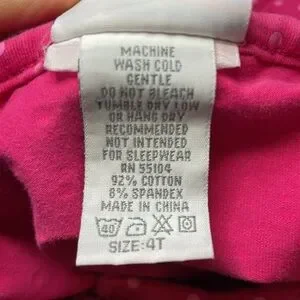 MACHINE
WASH COLD
GENTLE
DO NOT BLEACH
TUMBLE DRY LOW
OR HANG DRY
RECOMMENDED
NOT INTENDED
FOR SLEEPWEAR
RN 55104
92% COTTON
8% SPANDEX
MADE IN CHINA
40
SIZE:4T